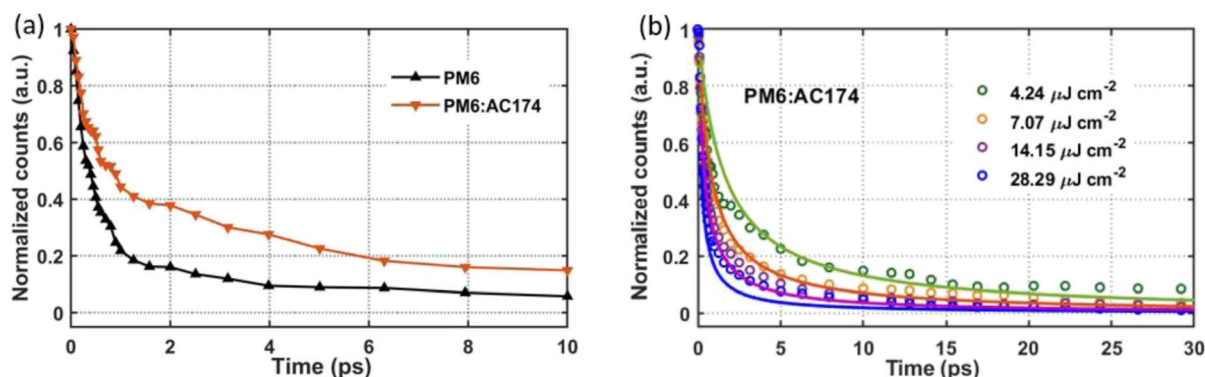 (a)
Normalized counts (a.u.)
1
0.8
0.6
0.4
0.2
0
PM6
PM6:AC174
0 2 4 6 8 10
Time (ps)
(b)
Normalized counts (a.u.)
1
0.8
0.6
0.4
0.2
0
PM6:AC174
4.24 μJ cm⁻²
7.07 μJ cm⁻²
14.15 μJ cm⁻²
28.29 μJ cm⁻²
0 5 10 15 20 25 30
Time (ps)